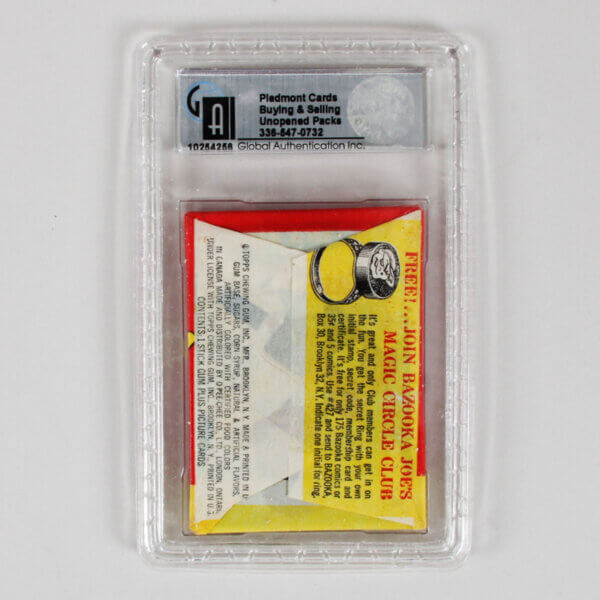 Piedmont Cards
Buying & Selling
Unopened Packs
336-547-0732
GA
10254256 Global Authentication Inc.
FREE!...JOIN BAZOOKA JOE'S
MAGIC CIRCLE CLUB
It's great and only Club members can get in on
the fun. You get the secret Ring with your own
initial stamp, secret code, membership card and
certificate. It's free for only 175 Bazooka comics or
35¢ and 5 comics. Use #427 and send to BAZOOKA,
Box 30, Brooklyn 32, N.Y. Indicate one initial for ring.
©TOPPS CHEWING GUM, INC., MFR. BROOKLYN, N.Y. MADE & PRINTED IN U
GUM BASE, SUGARS, CORN SYRUP, NATURAL & ARTIFICIAL FLAVORS,
ARTIFICIALLY COLORED WITH CERTIFIED FOOD COLORS
IN CANADA MADE AND DISTRIBUTED BY O-PEE-CHEE CO., LTD. LONDON, ONTARIO,
UNDER LICENSE WITH TOPPS CHEWING GUM, INC., BROOKLYN, N.Y., PRINTED IN U.S.
CONTENTS: 1 STICK GUM PLUS PICTURE CARDS